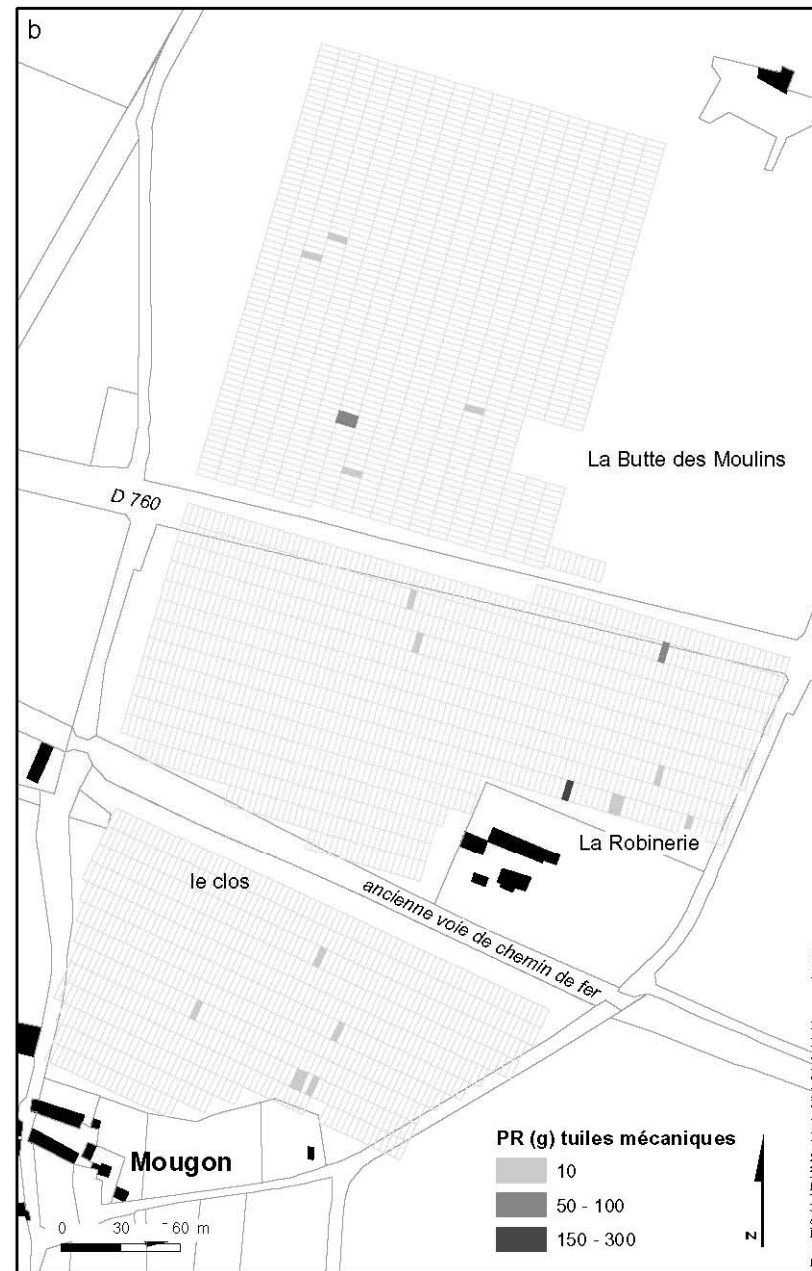 b
La Butte des Moulins
D 760
La Robinerie
le clos
ancienne voie de chemin de fer
Mougon
PR (g) tuiles mécaniques
10
50 - 100
150 - 300
0 30 60 m
N